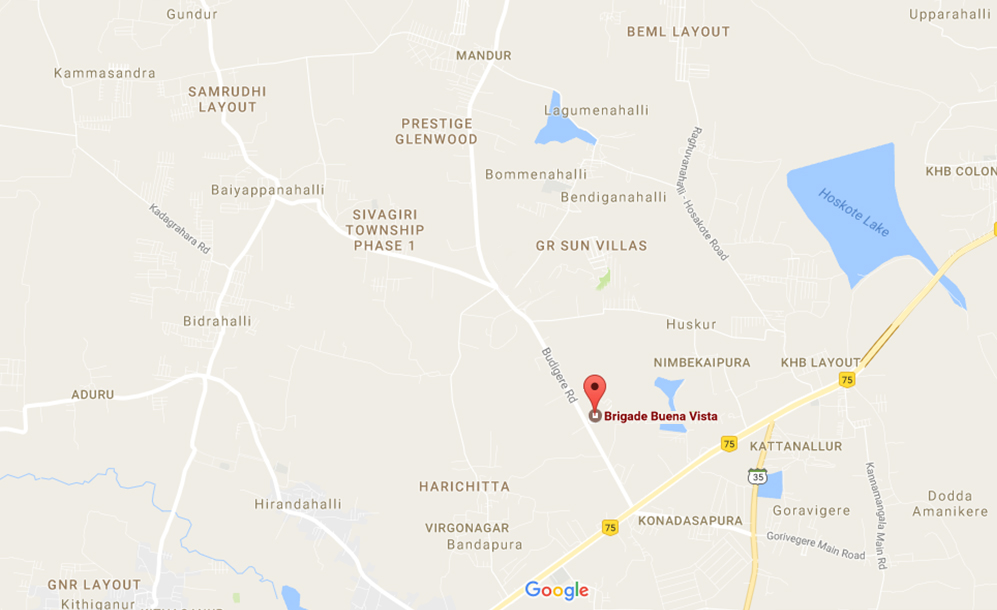 Gundur
Upparahalli
BEML LAYOUT
MANDUR
Kammasandra
SAMRUDHI
LAYOUT
Lagumenahalli
PRESTIGE
GLENWOOD
Raghuvanahalli - Hosakote Road
KHB COLON
Bommenahalli
Baiyappanahalli
Bendiganahalli
Hoskote Lake
Kadagrahara Rd
SIVAGIRI
TOWNSHIP
PHASE 1
GR SUN VILLAS
Bidrahalli
Huskur
Budigere Rd
NIMBEKAIPURA
KHB LAYOUT
75
ADURU
Brigade Buena Vista
75
KATTANALLUR
35
HARICHITTA
Kannamangala Main Rd
Dodda
Amanikere
Hirandahalli
Goravigere
VIRGONAGAR
75
KONADASAPURA
Bandapura
Gorivegere Main Road
GNR LAYOUT
Kithiganur
Google